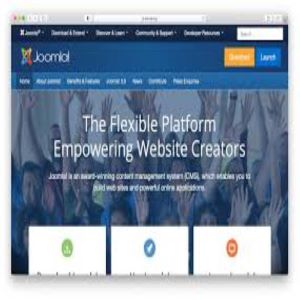 Joomla! Download & Extend Discover & Learn Community & Support Developer Resources
Joomla!
Download Launch
Home About Joomla! Benefits & Features Joomla! 3.8 News Contribute Press Enquiries
The Flexible Platform
Empowering Website Creators
Joomla! is an award-winning content management system (CMS), which enables you to
build web sites and powerful online applications.